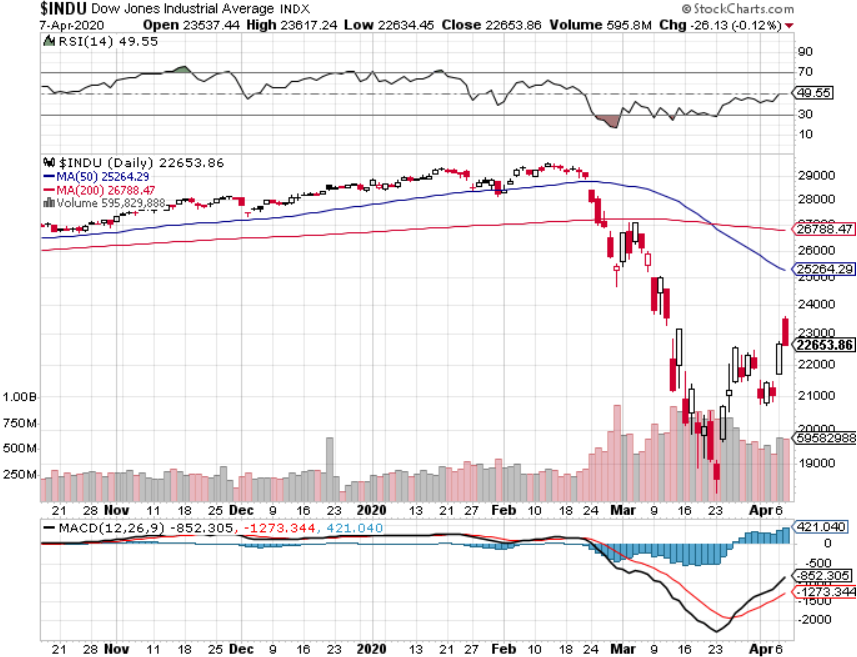 $INDU Dow Jones Industrial Average INDX © StockCharts.com
7-Apr-2020 Open 23537.44 High 23617.24 Low 22634.45 Close 22653.86 Volume 595.8M Chg -26.13 (-0.12%)
RSI(14) 49.55
90
70
49.55
30
10
$INDU (Daily) 22653.86
MA(50) 25264.29
MA(200) 26788.47
Volume 595,829,888
29000
28000
27000
26788.47
26000
25264.29
25000
24000
23000
22653.86
22000
21000
20000
59582988
19000
1.00B
750M
500M
250M
21 28 Nov 11 18 25 Dec 9 16 23 2020 13 21 27 Feb 10 18 24 Mar 9 16 23 Apr 6
MACD(12,26,9) -852.305, -1273.344, 421.040
421.040
0
-500
-852.305
-1273.344
-1500
-2000
21 28 Nov 11 18 25 Dec 9 16 23 2020 13 21 27 Feb 10 18 24 Mar 9 16 23 Apr 6